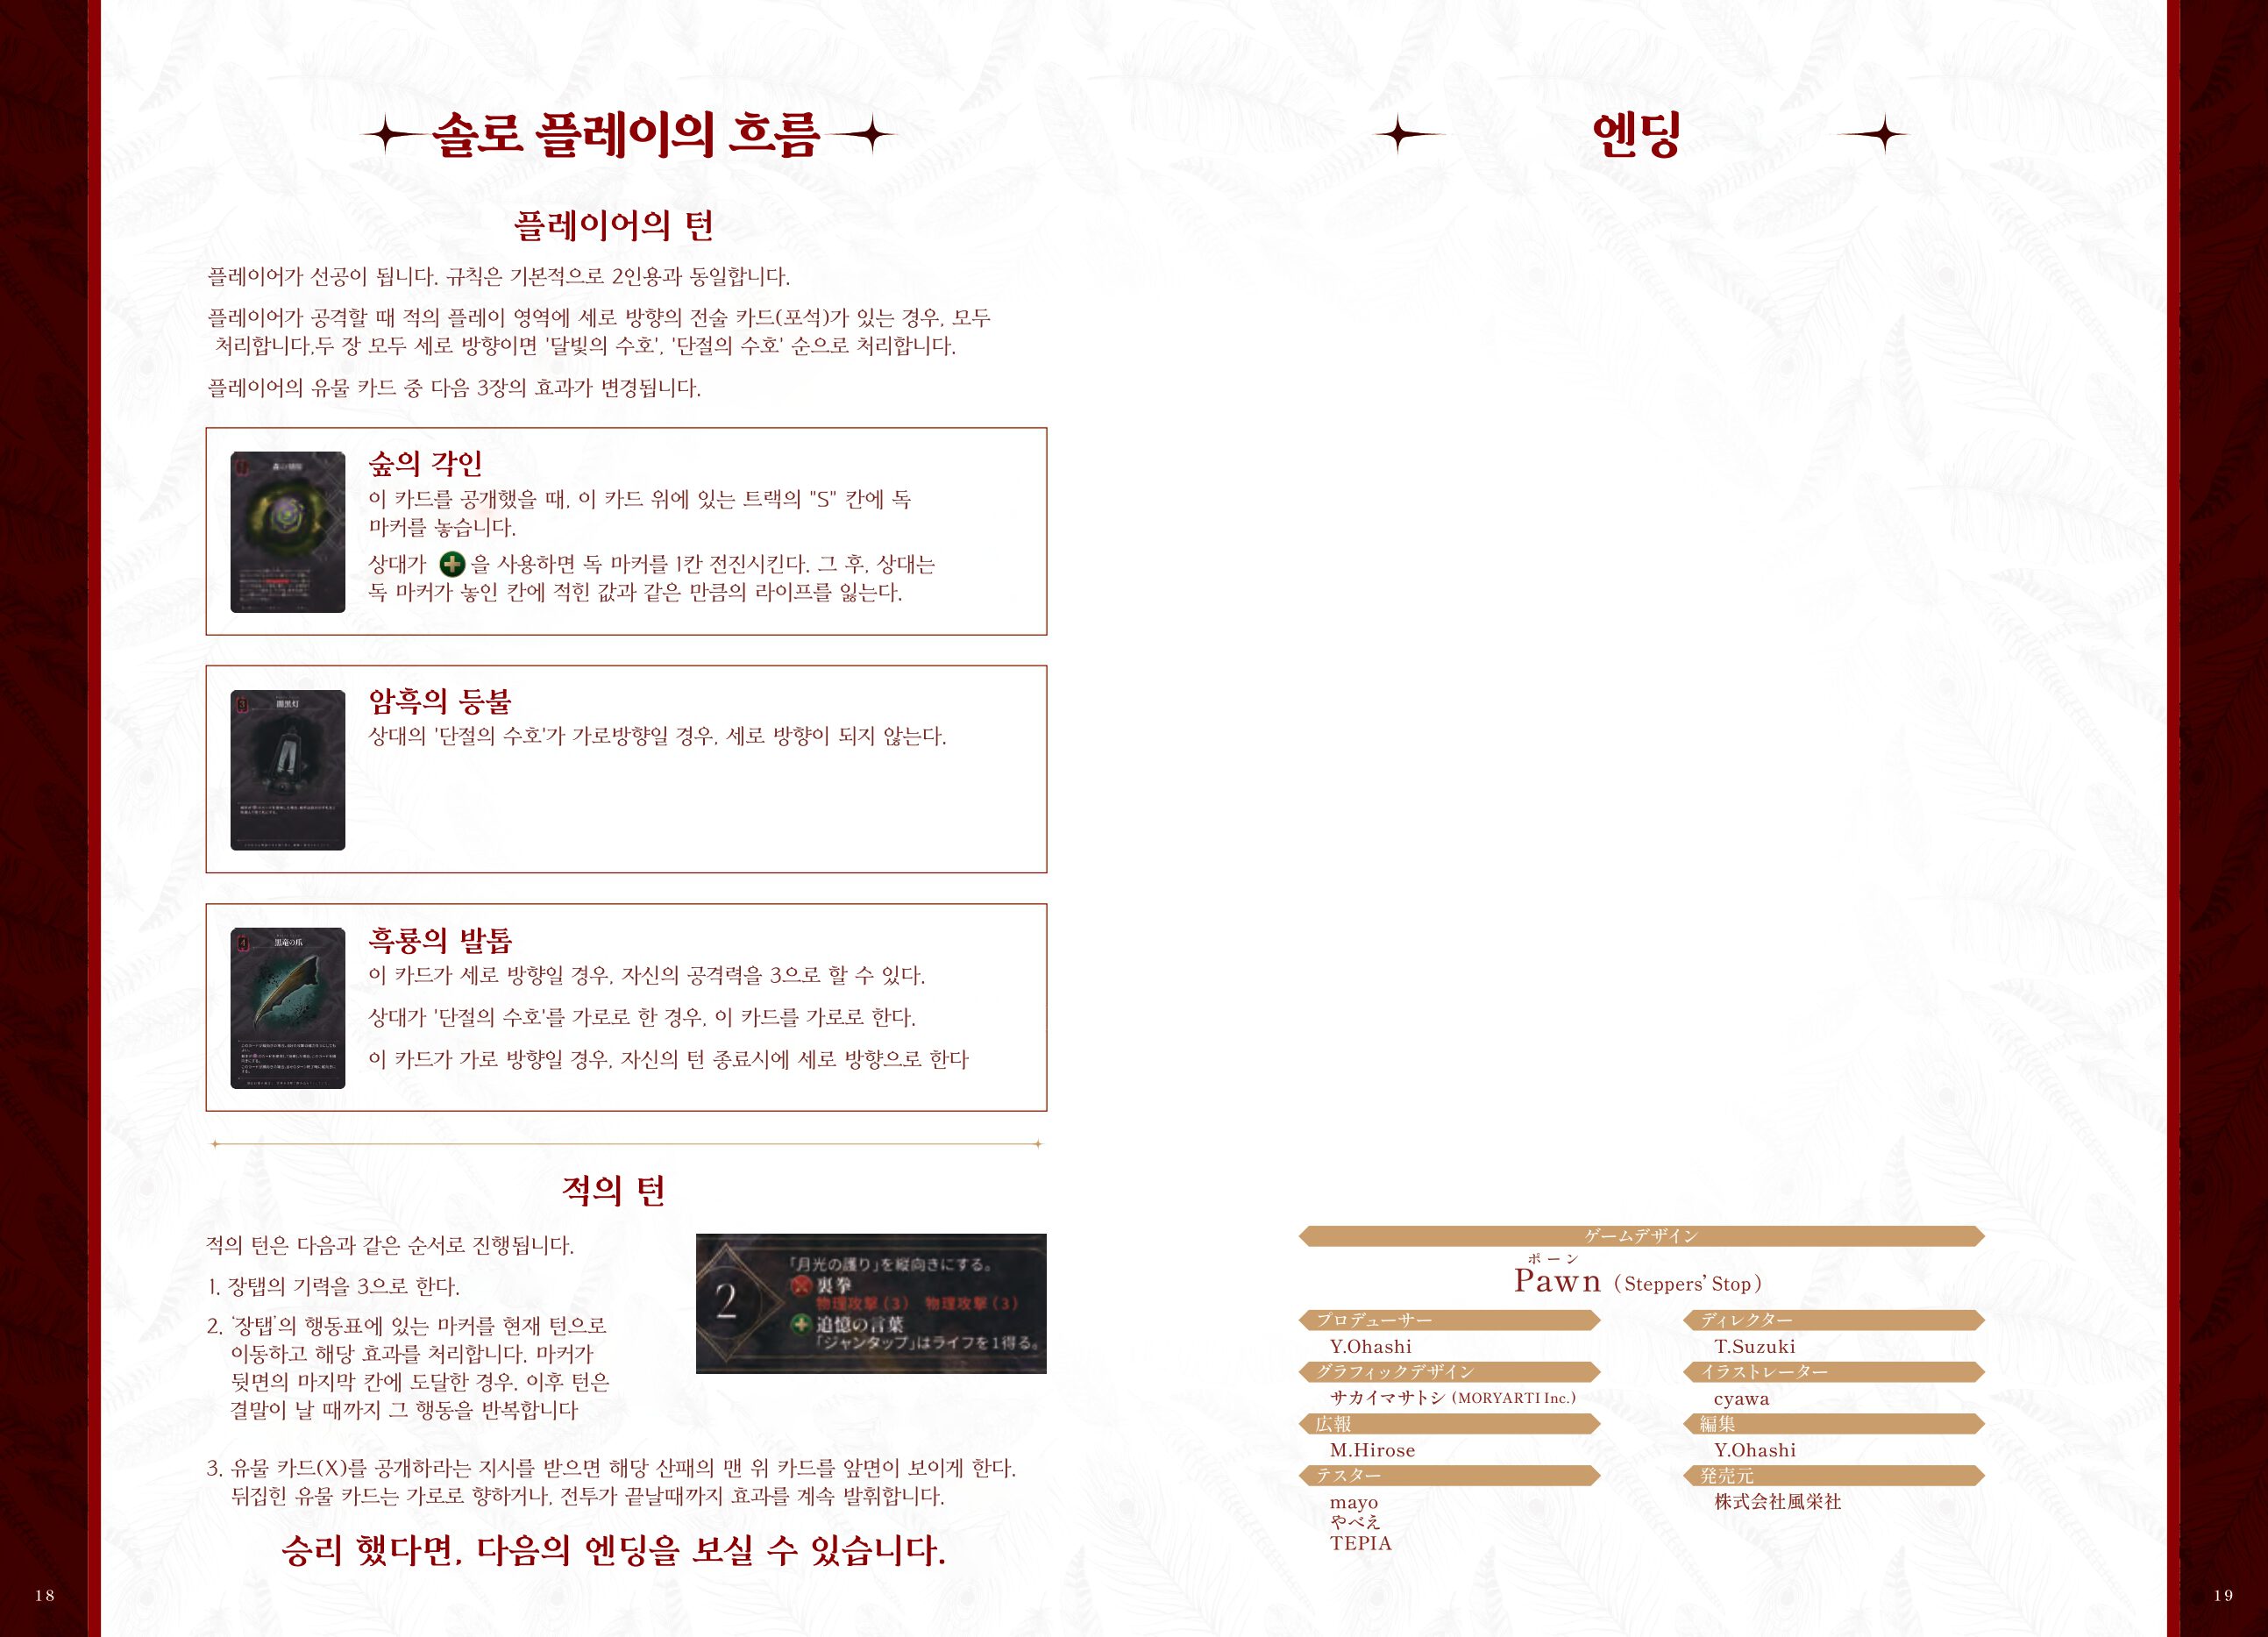 솔로 플레이의 흐름
플레이어의 턴
플레이어가 선공이 됩니다. 규칙은 기본적으로 2인용과 동일합니다.
플레이어가 공격할 때 적의 플레이 영역에 세로 방향의 전술 카드(포석)가 있는 경우, 모두
처리합니다,두 장 모두 세로 방향이면 '달빛의 수호', '단절의 수호' 순으로 처리합니다.
플레이어의 유물 카드 중 다음 3장의 효과가 변경됩니다.
숲의 각인
이 카드를 공개했을 때, 이 카드 위에 있는 트랙의 "S" 칸에 독
마커를 놓습니다.
상대가 을 사용하면 독 마커를 1칸 전진시킨다. 그 후, 상대는
독 마커가 놓인 칸에 적힌 값과 같은 만큼의 라이프를 잃는다.
3
闇黒灯
암흑의 등불
상대의 '단절의 수호'가 가로방향일 경우, 세로 방향이 되지 않는다.
4
黒竜の爪
흑룡의 발톱
이 카드가 세로 방향일 경우, 자신의 공격력을 3으로 할 수 있다.
상대가 '단절의 수호'를 가로로 한 경우, 이 카드를 가로로 한다.
이 카드가 가로 방향일 경우, 자신의 턴 종료시에 세로 방향으로 한다
적의 턴
적의 턴은 다음과 같은 순서로 진행됩니다.
1. 장탭의 기력을 3으로 한다.
2. '장탭'의 행동표에 있는 마커를 현재 턴으로
이동하고 해당 효과를 처리합니다. 마커가
뒷면의 마지막 칸에 도달한 경우. 이후 턴은
결말이 날 때까지 그 행동을 반복합니다
2
「月光の護り」を縦向きにする。
裏拳
物理攻撃(3) 物理攻撃(3)
追憶の言葉
「ジャンタップ」はライフを1得る。
3. 유물 카드(X)를 공개하라는 지시를 받으면 해당 산패의 맨 위 카드를 앞면이 보이게 한다.
뒤집힌 유물 카드는 가로로 향하거나, 전투가 끝날때까지 효과를 계속 발휘합니다.
승리 했다면, 다음의 엔딩을 보실 수 있습니다.
18
엔딩
ゲームデザイン
ポーン
Pawn (Steppers' Stop)
プロデューサー
Y.Ohashi
ディレクター
T.Suzuki
グラフィックデザイン
サカイマサトシ (MORYARTI Inc.)
イラストレーター
cyawa
広報
M.Hirose
編集
Y.Ohashi
テスター
mayo
やべえ
TEPIA
発売元
株式会社風栄社
19